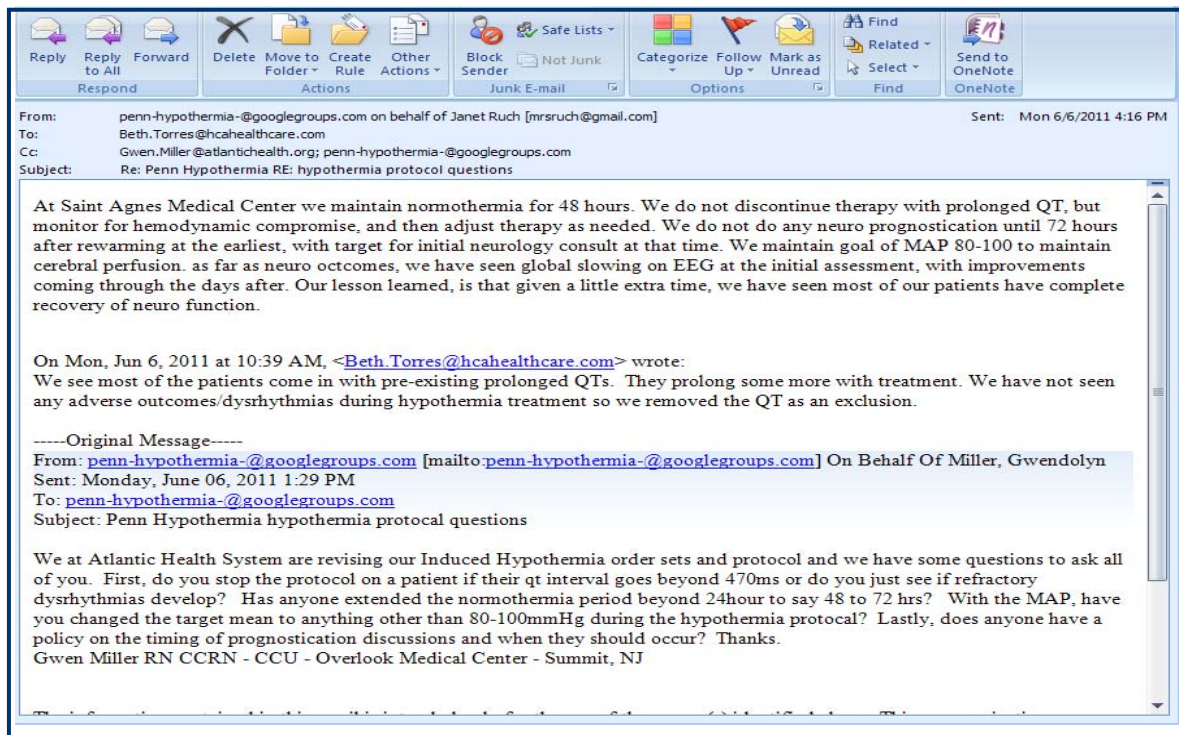 Reply Reply to All Forward Delete Move to Folder Create Rule Other Actions Block Sender Safe Lists Not Junk Categorize Follow Up Mark as Unread Find Related Select Send to OneNote
Respond Actions Junk E-mail Options Find OneNote
From: penn-hypothermia-@googlegroups.com on behalf of Janet Ruch [mrsruch@gmail.com] Sent: Mon 6/6/2011 4:16 PM
To: Beth.Torres@hcahealthcare.com
Cc: Gwen.Miller@atlantichealth.org; penn-hypothermia-@googlegroups.com
Subject: Re: Penn Hypothermia RE: hypothermia protocol questions
At Saint Agnes Medical Center we maintain normothermia for 48 hours. We do not discontinue therapy with prolonged QT, but
monitor for hemodynamic compromise, and then adjust therapy as needed. We do not do any neuro prognostication until 72 hours
after rewarming at the earliest, with target for initial neurology consult at that time. We maintain goal of MAP 80-100 to maintain
cerebral perfusion. as far as neuro octcomes, we have seen global slowing on EEG at the initial assessment, with improvements
coming through the days after. Our lesson learned, is that given a little extra time, we have seen most of our patients have complete
recovery of neuro function.
On Mon, Jun 6, 2011 at 10:39 AM, <Beth.Torres@hcahealthcare.com> wrote:
We see most of the patients come in with pre-existing prolonged QTs. They prolong some more with treatment. We have not seen
any adverse outcomes/dysrhythmias during hypothermia treatment so we removed the QT as an exclusion.
-----Original Message-----
From: penn-hypothermia-@googlegroups.com [mailto:penn-hypothermia-@googlegroups.com] On Behalf Of Miller, Gwendolyn
Sent: Monday, June 06, 2011 1:29 PM
To: penn-hypothermia-@googlegroups.com
Subject: Penn Hypothermia hypothermia protocal questions
We at Atlantic Health System are revising our Induced Hypothermia order sets and protocol and we have some questions to ask all
of you. First, do you stop the protocol on a patient if their qt interval goes beyond 470ms or do you just see if refractory
dysrhythmias develop? Has anyone extended the normothermia period beyond 24hour to say 48 to 72 hrs? With the MAP, have
you changed the target mean to anything other than 80-100mmHg during the hypothermia protocal? Lastly, does anyone have a
policy on the timing of prognostication discussions and when they should occur? Thanks.
Gwen Miller RN CCRN - CCU - Overlook Medical Center - Summit, NJ